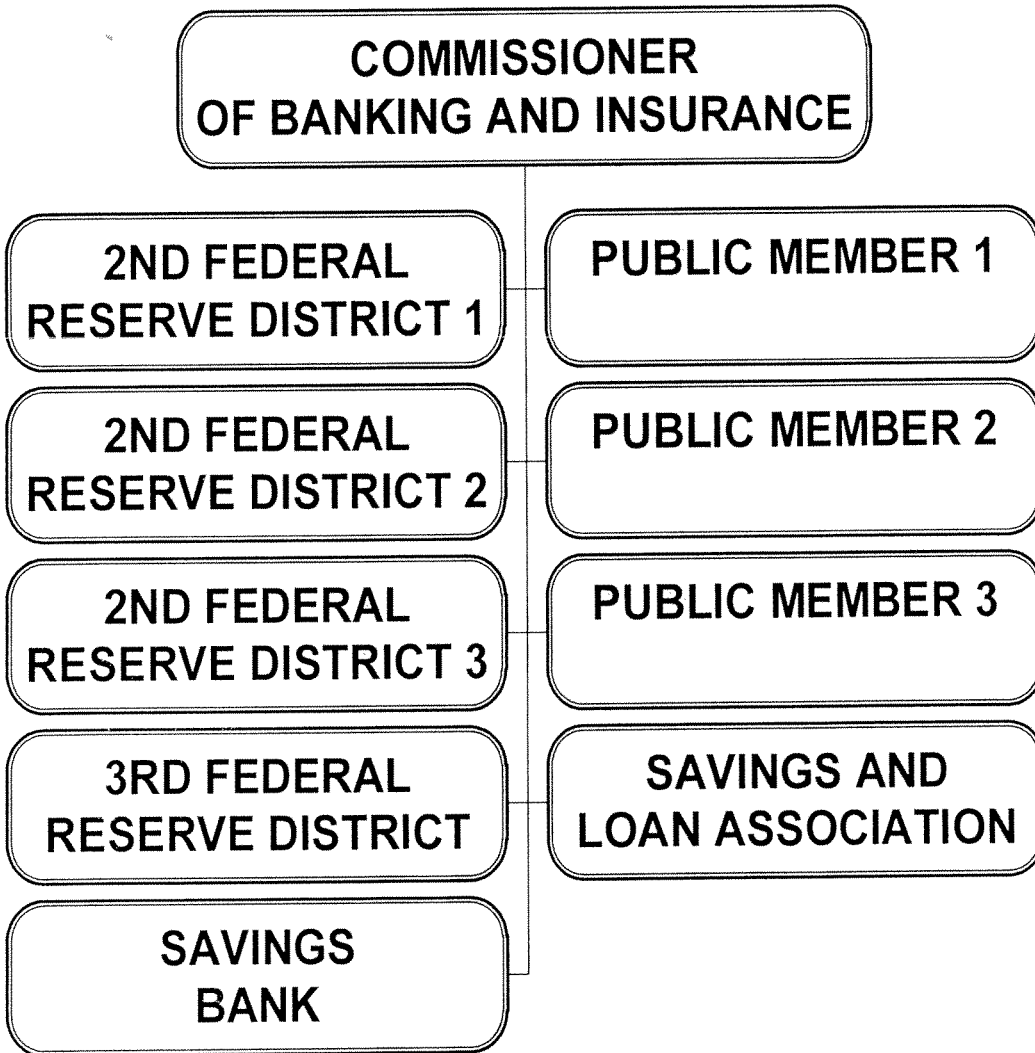 COMMISSIONER
OF BANKING AND INSURANCE
2ND FEDERAL
RESERVE DISTRICT 1
PUBLIC MEMBER 1
2ND FEDERAL
RESERVE DISTRICT 2
PUBLIC MEMBER 2
2ND FEDERAL
RESERVE DISTRICT 3
PUBLIC MEMBER 3
3RD FEDERAL
RESERVE DISTRICT
SAVINGS AND
LOAN ASSOCIATION
SAVINGS
BANK